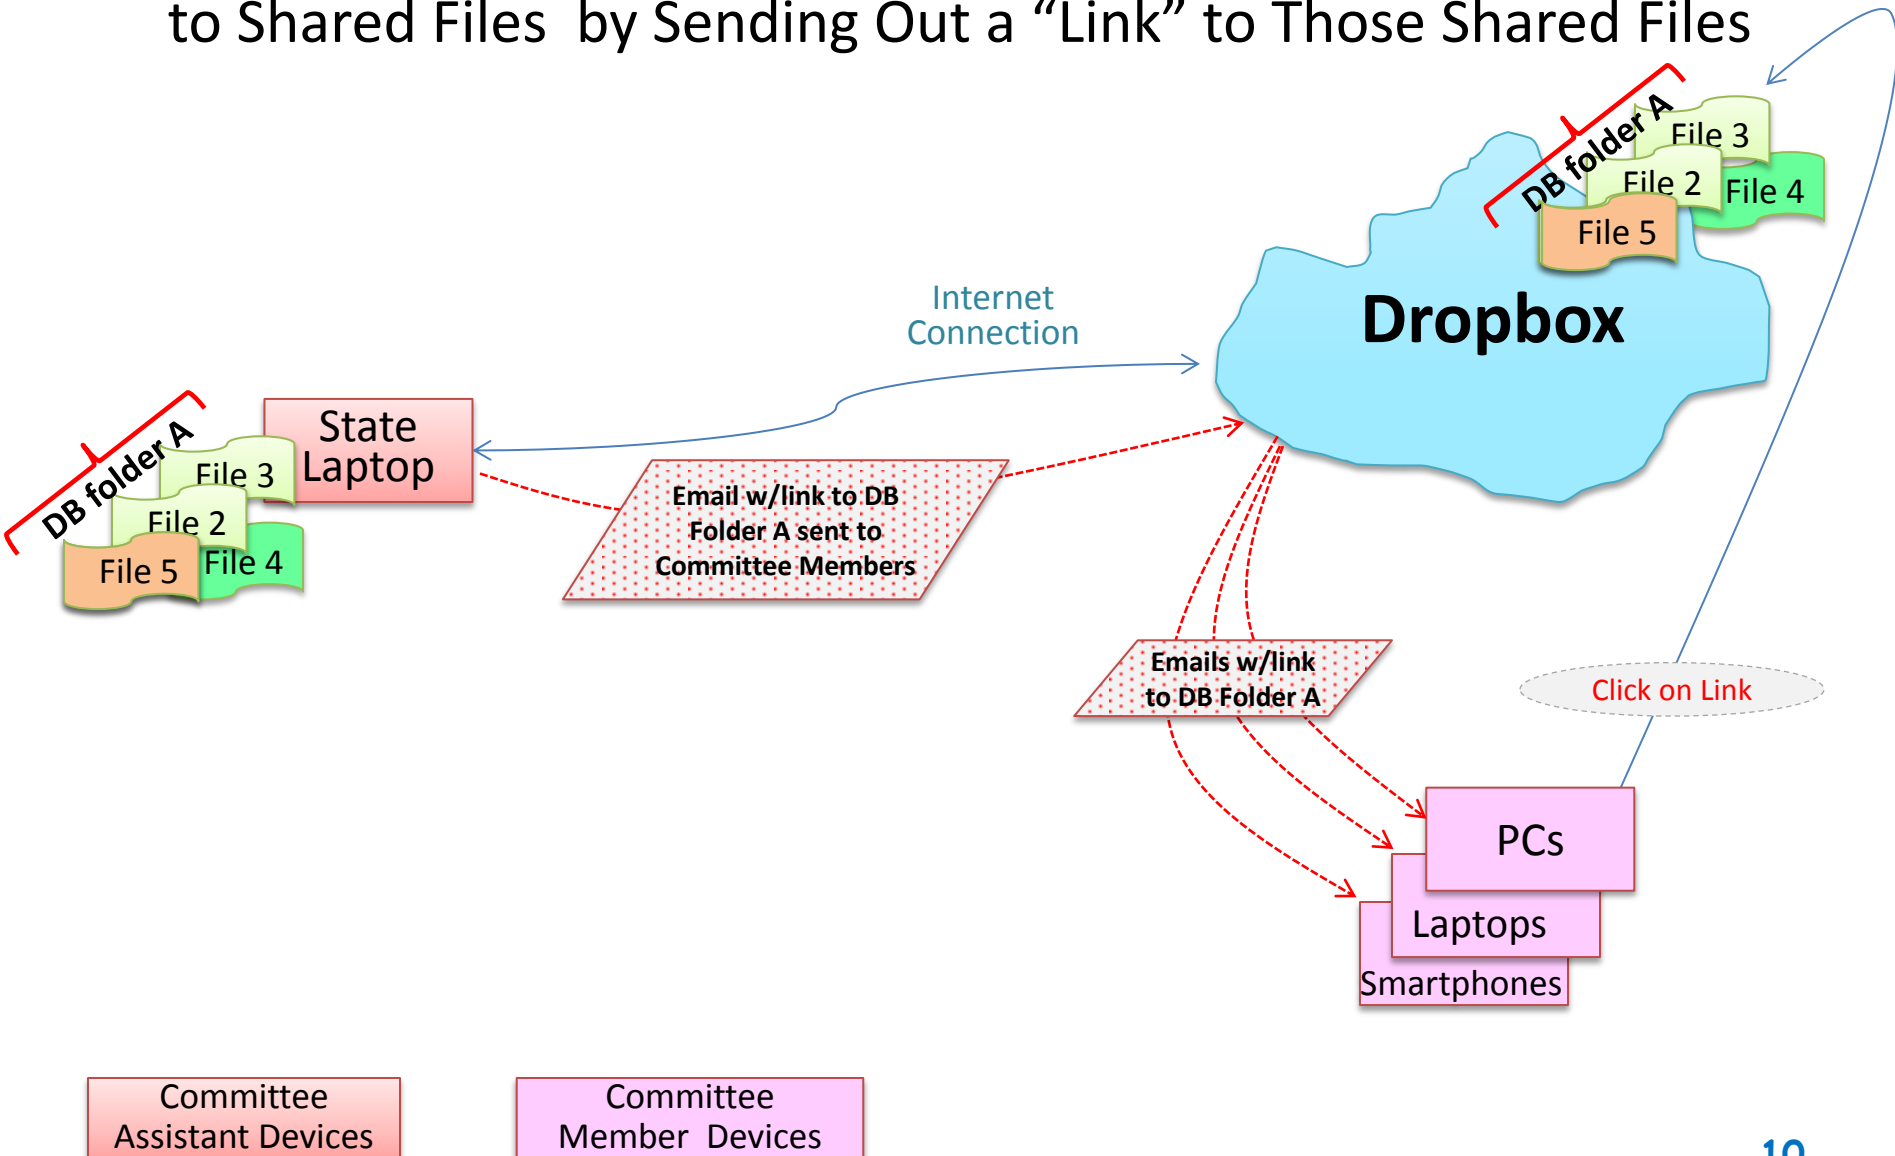 to Shared Files  by Sending Out a “Link” to Those Shared Files
DB folder A
File 3
File 2
File 4
File 5
Dropbox
Internet
Connection
DB folder A
State
Laptop
File 3
File 2
File 4
File 5
Email w/link to DB
Folder A sent to
Committee Members
Emails w/link
to DB Folder A
Click on Link
PCs
Laptops
Smartphones
Committee
Assistant Devices
Committee
Member  Devices
10